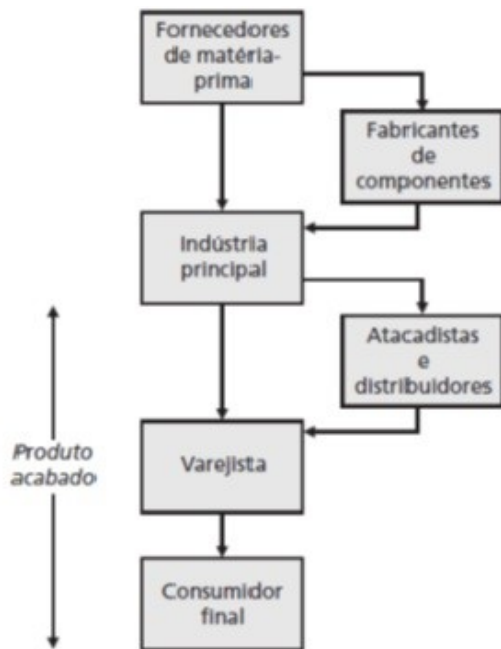 Fornecedores
de matéria-
prima
Fabricantes
de
componentes
Indústria
principal
Atacadistas
e
distribuidores
Produto
acabado
Varejista
Consumidor
final